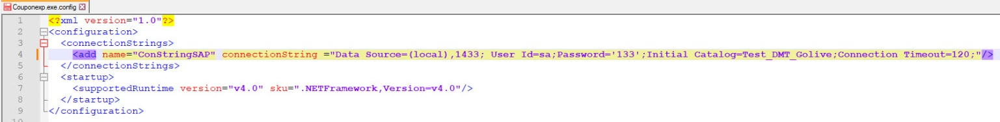 Couponexp.exe.config
1 <?xml version="1.0"?>
2 <configuration>
3 <connectionStrings>
4 <add name="ConStringSAP" connectionString ="Data Source=(local),1433; User Id=sa;Password='133';Initial Catalog=Test_DMT_Golive;Connection Timeout=120;"/>
5 </connectionStrings>
6 <startup>
7 <supportedRuntime version="v4.0" sku=".NETFramework,Version=v4.0"/>
8 </startup>
9 </configuration>
10